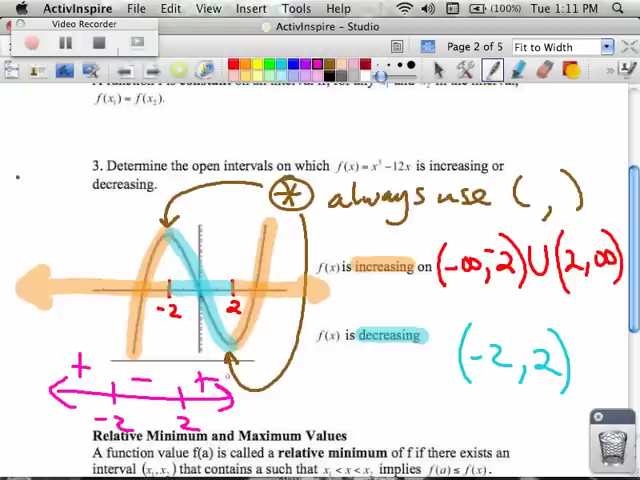 ActivInspire File Edit View Insert Tools Help (100%) Tue 1:11 PM
Video Recorder
ActivInspire - Studio
Page 2 of 5 Fit to Width
f(x₁) = f(x₂).
3. Determine the open intervals on which f(x) = x³ − 12x is increasing or
decreasing.
* always use ( , )
f(x) is increasing on (-∞, -2) U (2, ∞)
-2 2
f(x) is decreasing (-2, 2)
+ - +
-2 2
Relative Minimum and Maximum Values
A function value f(a) is called a relative minimum of f if there exists an
interval (x₁, x₂) that contains a such that x₁ < x < x₂ implies f(a) ≤ f(x).